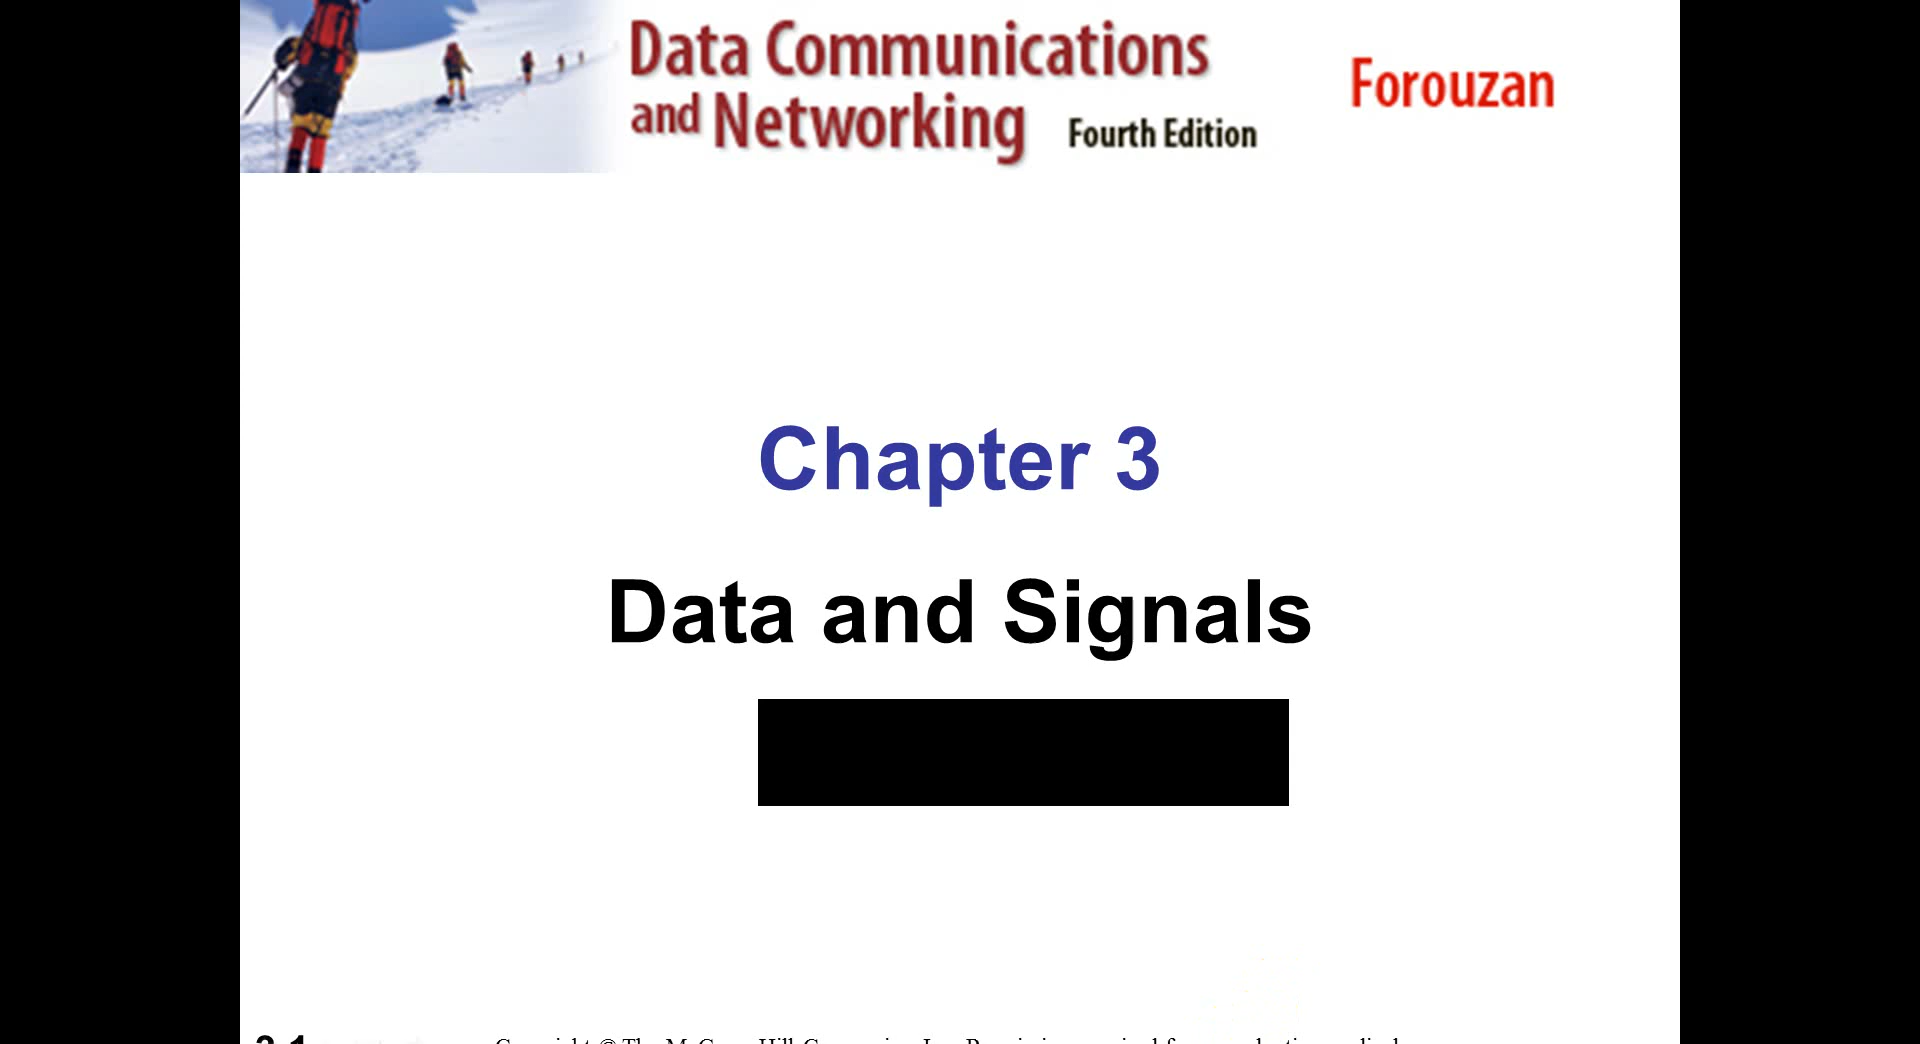 Data Communications
and Networking Fourth Edition
Forouzan
Chapter 3
Data and Signals